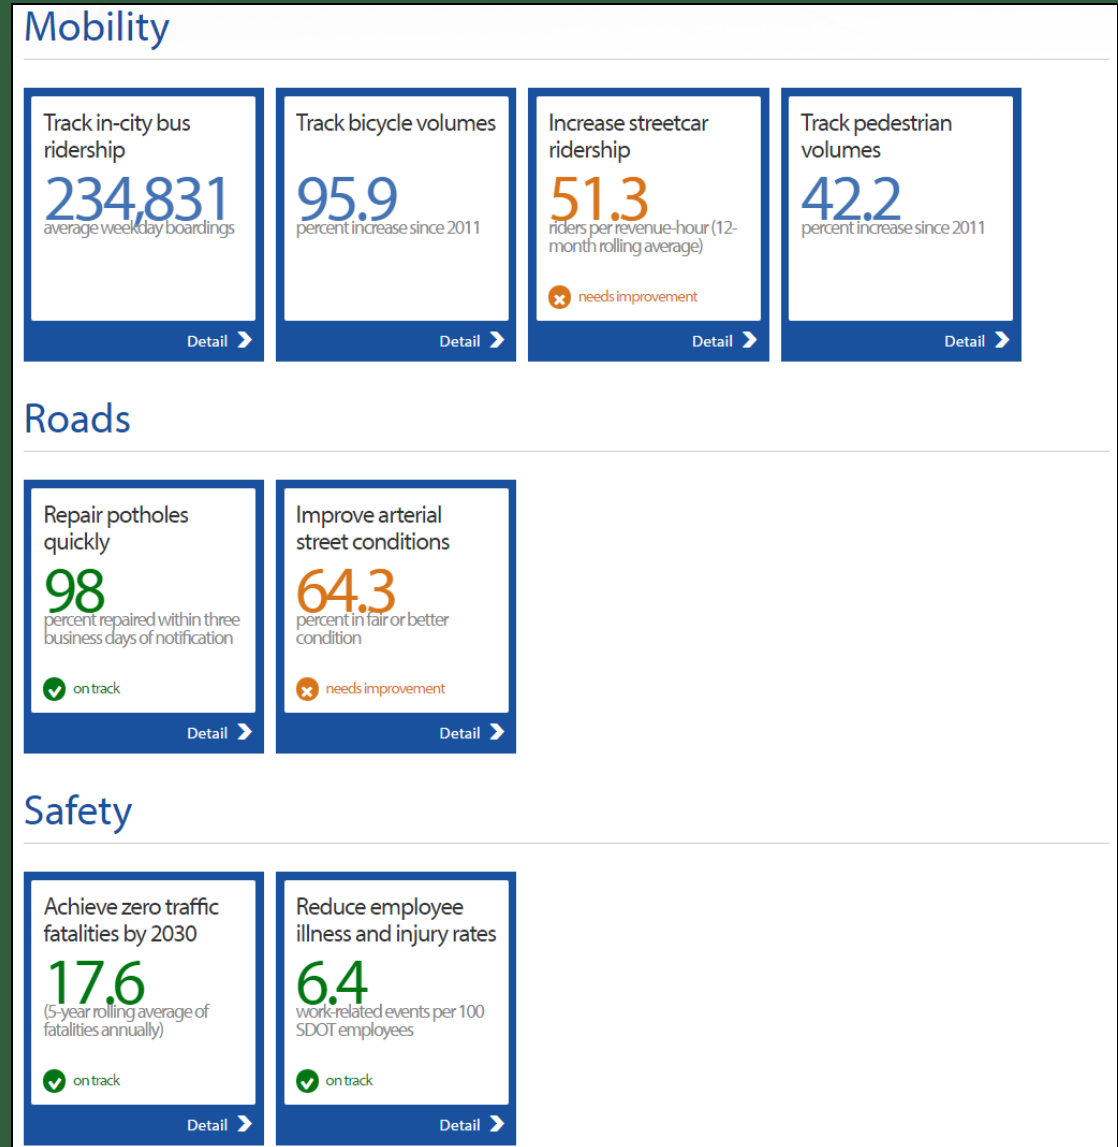 Mobility
Track in-city bus
ridership
234,831
average weekday boardings
Detail
Track bicycle volumes
95.9
percent increase since 2011
Detail
Increase streetcar
ridership
51.3
riders per revenue-hour (12-
month rolling average)
needs improvement
Detail
Track pedestrian
volumes
42.2
percent increase since 2011
Detail
Roads
Repair potholes
quickly
98
percent repaired within three
business days of notification
on track
Detail
Improve arterial
street conditions
64.3
percent in fair or better
condition
needs improvement
Detail
Safety
Achieve zero traffic
fatalities by 2030
17.6
(5-year rolling average of
fatalities annually)
on track
Detail
Reduce employee
illness and injury rates
6.4
work-related events per 100
SDOT employees
on track
Detail